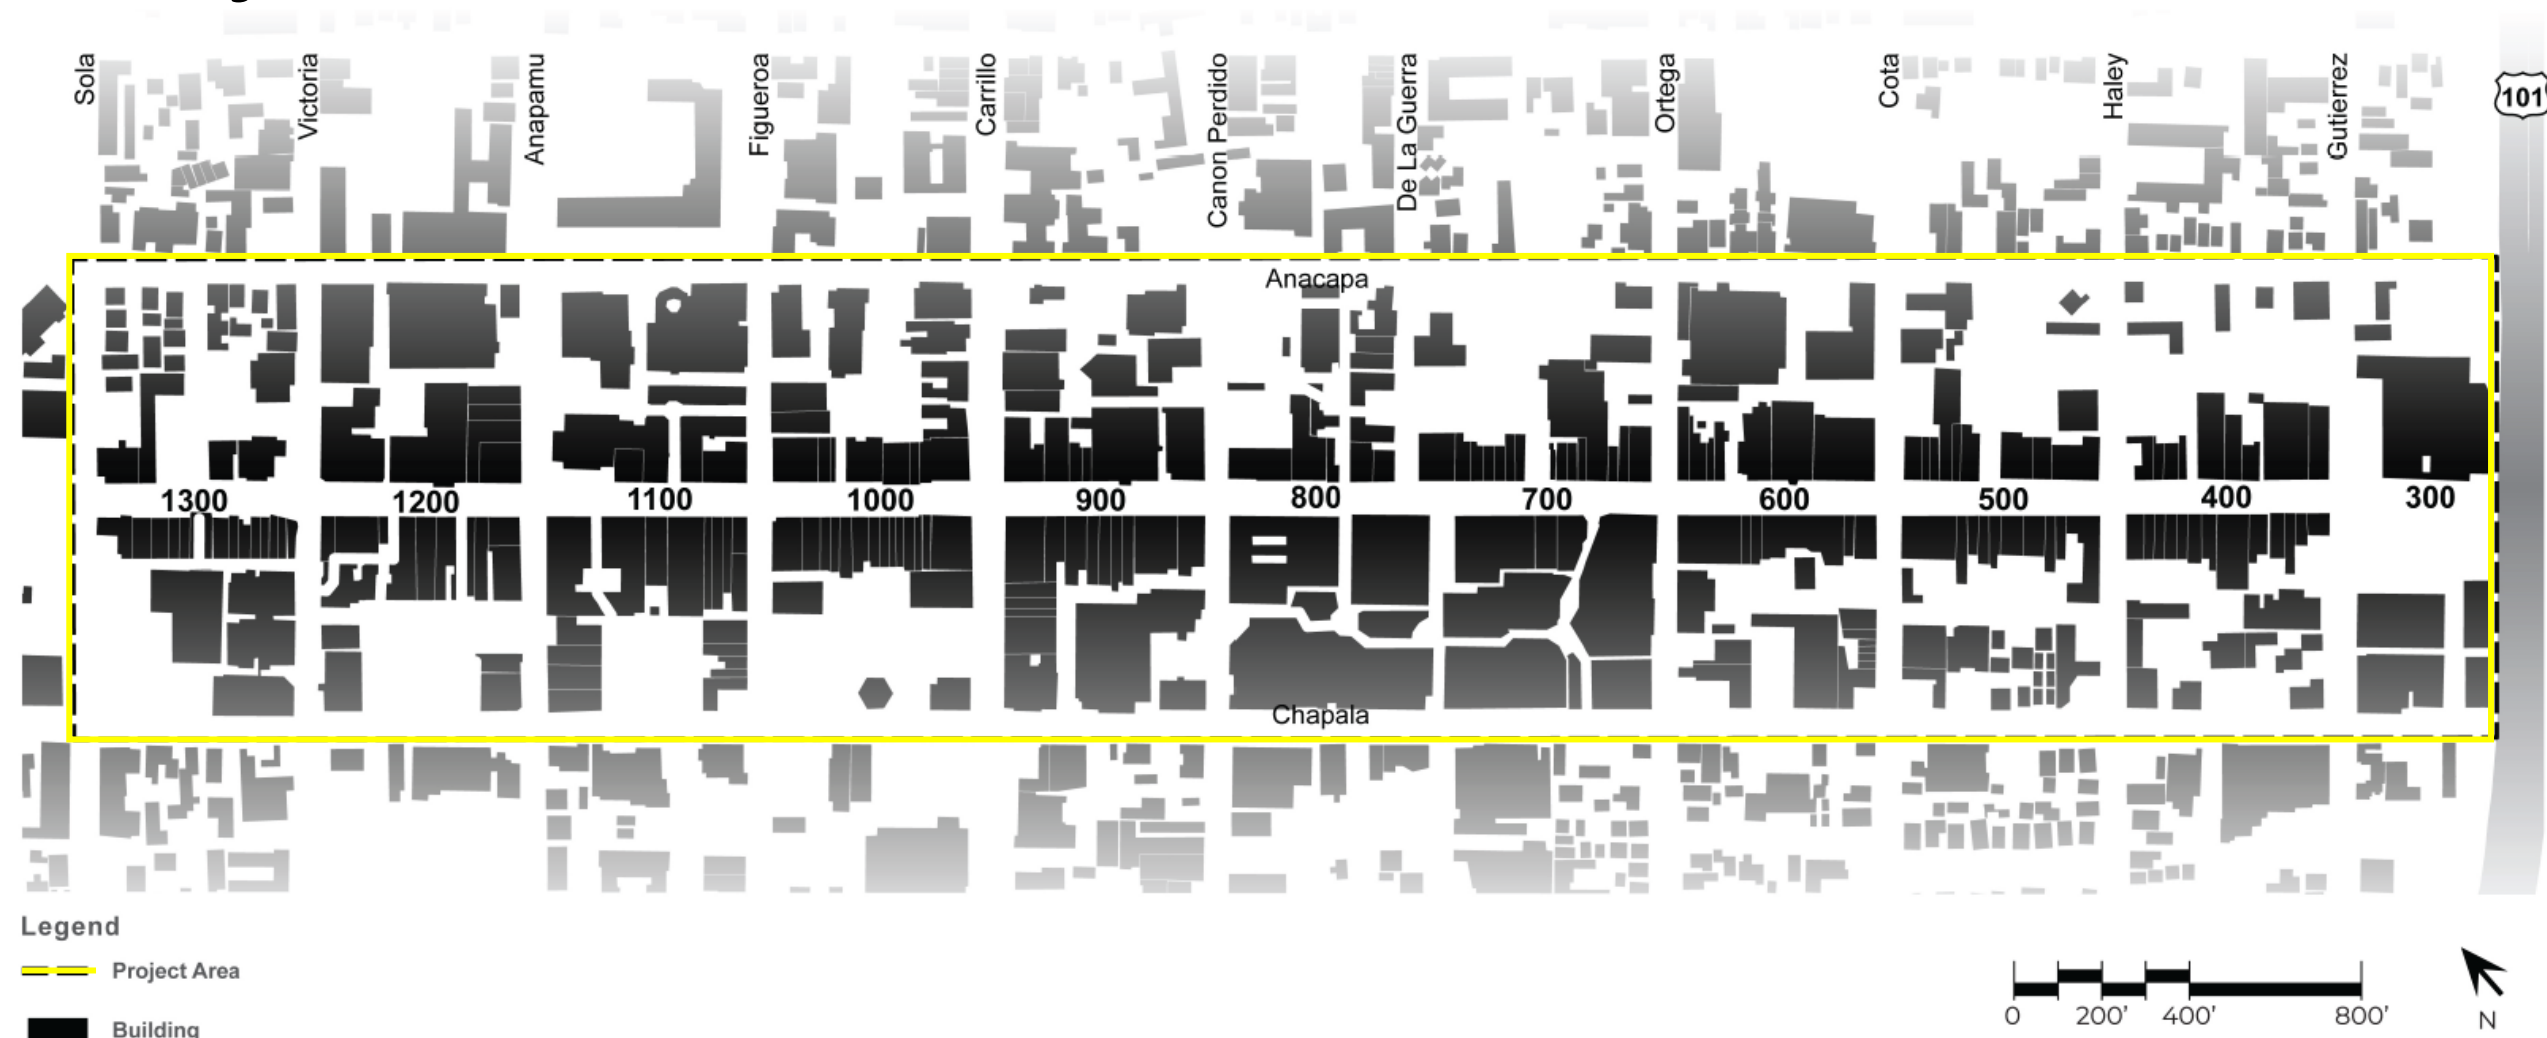 Sola
Victoria
Anapamu
Figueroa
Carrillo
Canon Perdido
De La Guerra
Ortega
Cota
Haley
Gutierrez
101
Anacapa
1300 1200 1100 1000 900 800 700 600 500 400 300
Chapala
Legend
Project Area
Building
0 200' 400' 800'
N